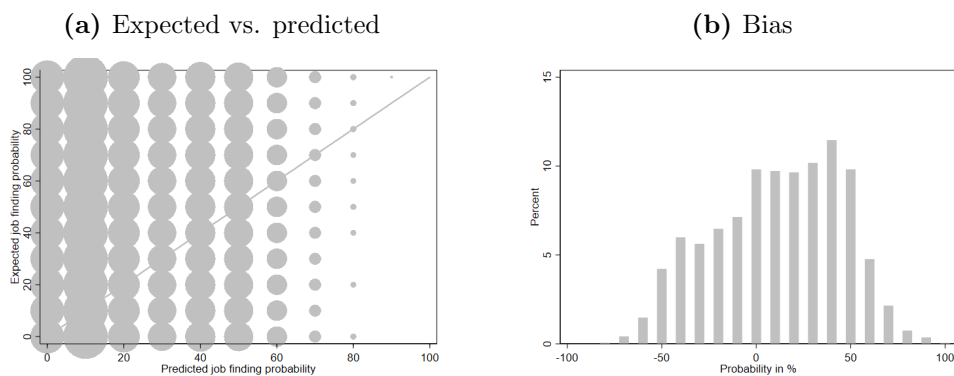 (a) Expected vs. predicted
Expected job finding probability
100
80
60
40
20
0
0 20 40 60 80 100
Predicted job finding probability
(b) Bias
Percent
15
10
5
0
-100 -50 0 50 100
Probability in %